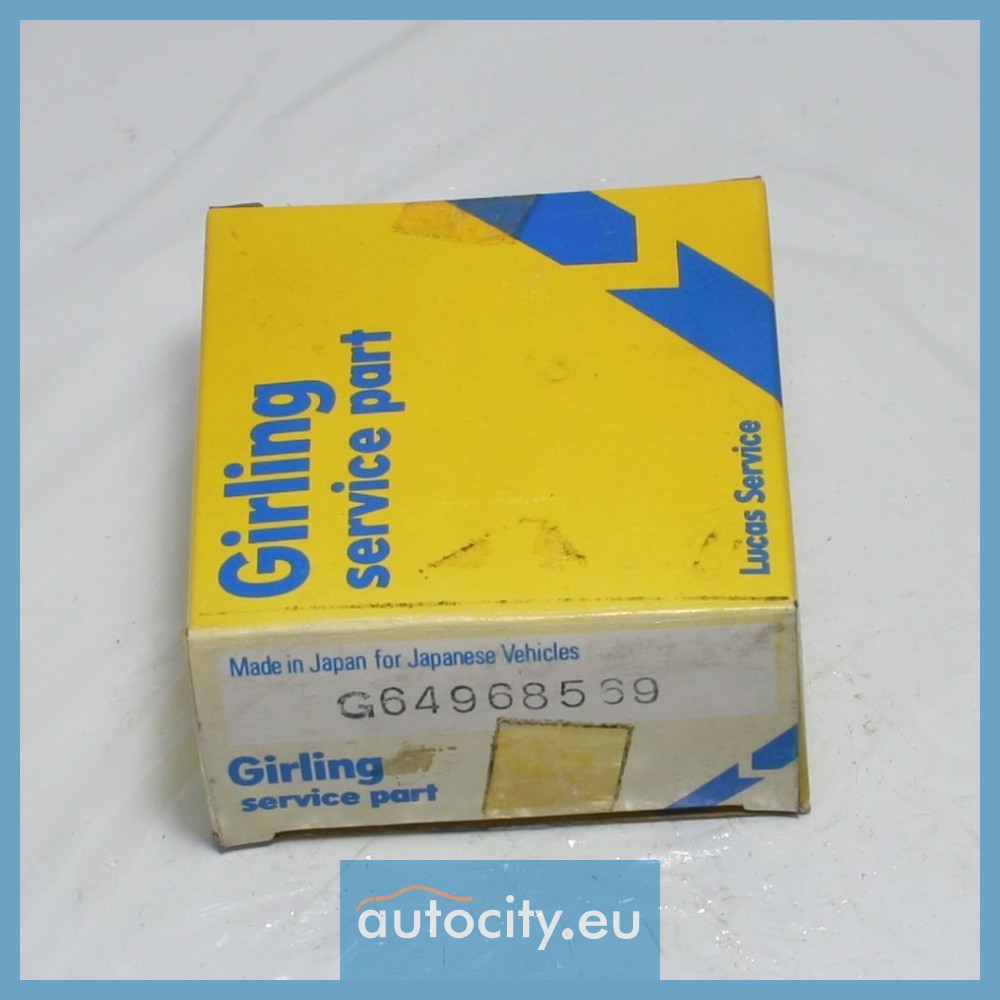 Girling
service part
Lucas Service
Made in Japan for Japanese Vehicles
G64968569
Girling
service part
autocity.eu